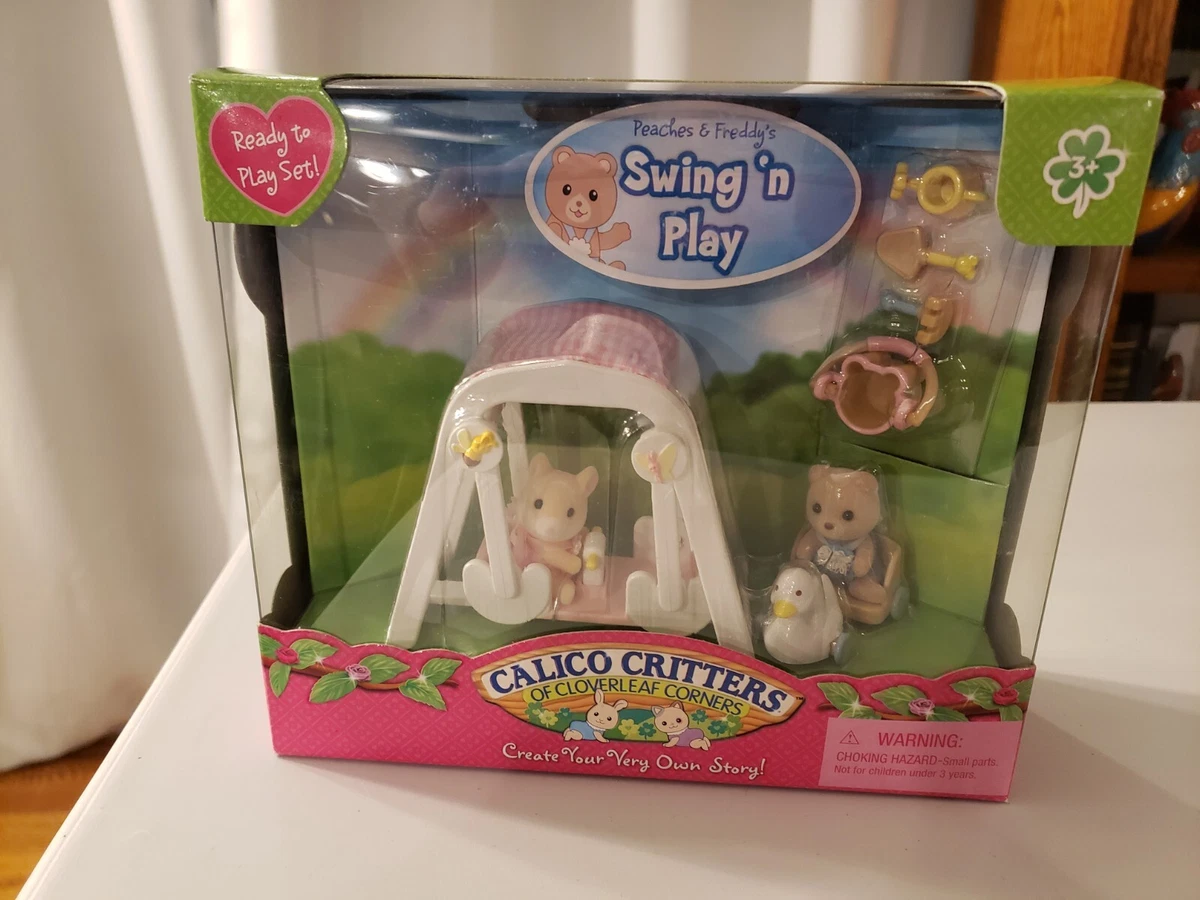 Ready to
Play Set!
Peaches & Freddy's
Swing 'n
Play
3+
CALICO CRITTERS
OF CLOVERLEAF CORNERS
Create Your Very Own Story!
WARNING:
CHOKING HAZARD-Small parts.
Not for children under 3 years.